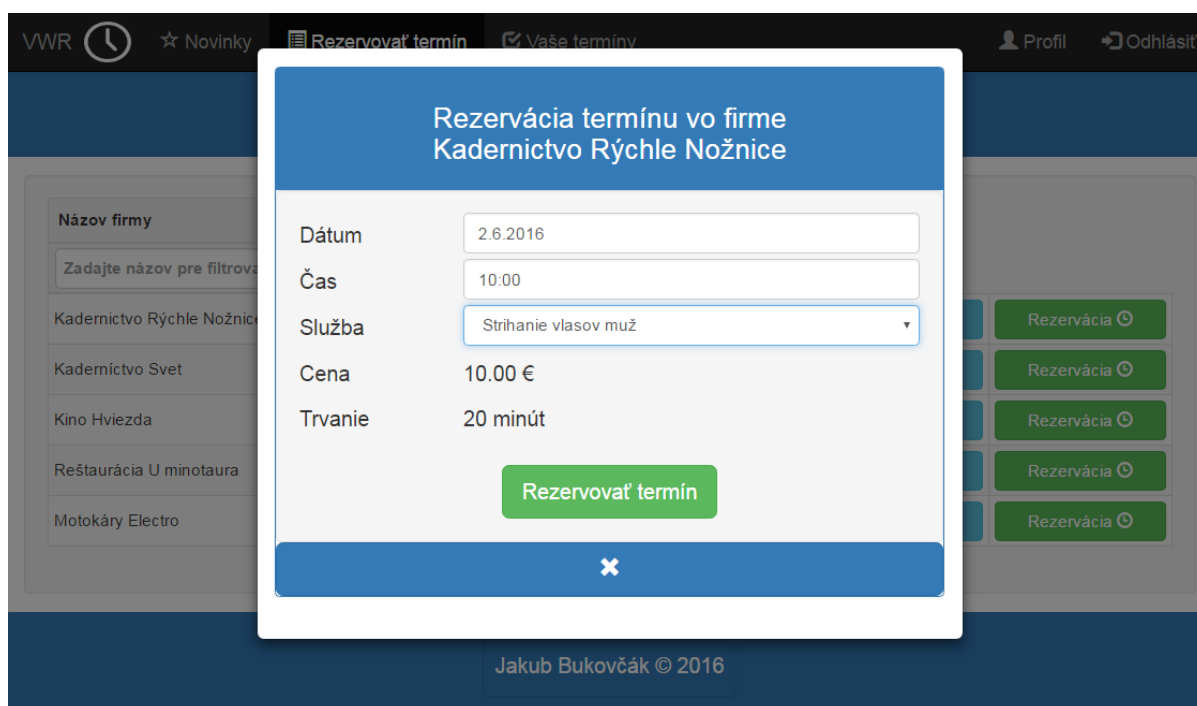 VWR Novinky Rezervovať termín Vaše termíny Profil Odhlásiť
Rezervácia termínu vo firme
Kadernictvo Rýchle Nožnice
Názov firmy
Zadajte názov pre
Kadernictvo Rýchle Nožnice
Kadernictvo Svet
Kino Hviezda
Reštaurácia U minotaura
Motokáry Electro
Dátum 2.6.2016
Čas 10:00
Služba Strihanie vlasov muž
Cena 10.00 €
Trvanie 20 minút
Rezervovať termín
Rezervácia
Rezervácia
Rezervácia
Rezervácia
Rezervácia
Jakub Bukovčák © 2016